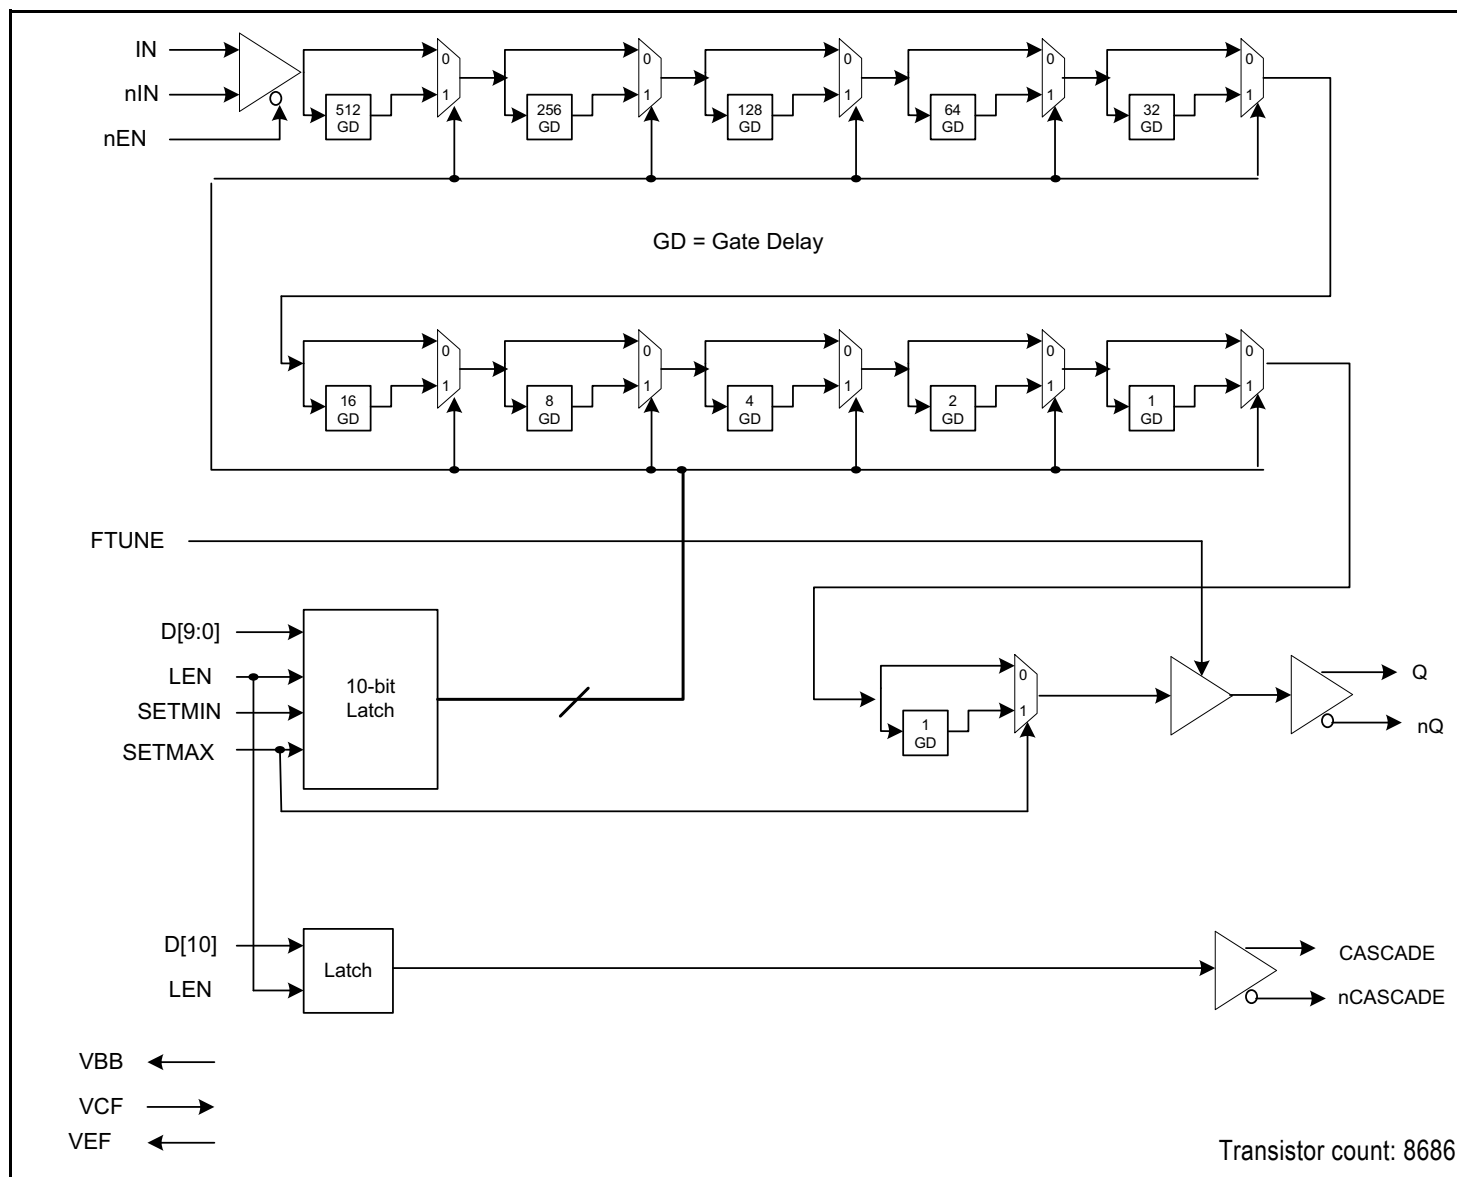 IN
nIN
nEN
0
1
512
GD
0
1
256
GD
0
1
128
GD
0
1
64
GD
0
1
32
GD
GD = Gate Delay
0
1
16
GD
0
1
8
GD
0
1
4
GD
0
1
2
GD
0
1
1
GD
FTUNE
D[9:0]
LEN
SETMIN
SETMAX
10-bit
Latch
0
1
1
GD
Q
nQ
D[10]
LEN
Latch
CASCADE
nCASCADE
VBB
VCF
VEF
Transistor count: 8686